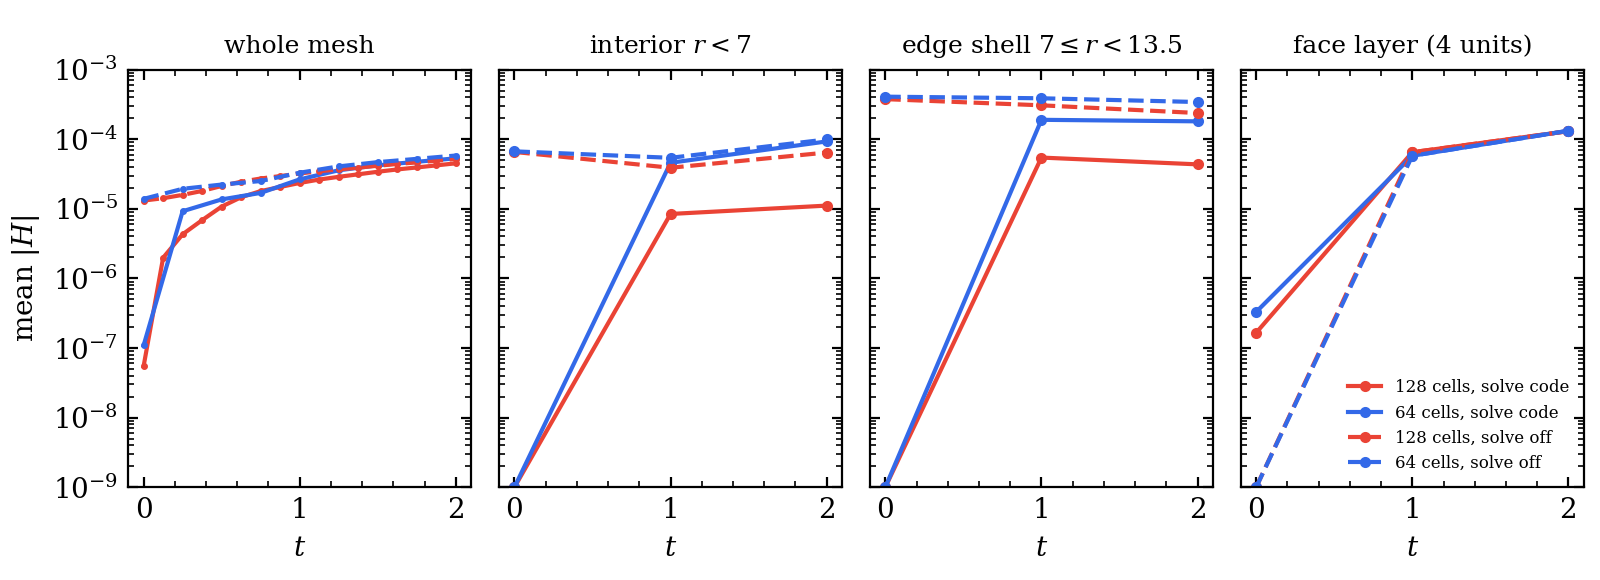 whole mesh
interior r < 7
edge shell 7 ≤ r < 13.5
face layer (4 units)
mean |H|
10⁻³
10⁻⁴
10⁻⁵
10⁻⁶
10⁻⁷
10⁻⁸
10⁻⁹
0 1 2
t
0 1 2
t
0 1 2
t
128 cells, solve code
64 cells, solve code
128 cells, solve off
64 cells, solve off
0 1 2
t